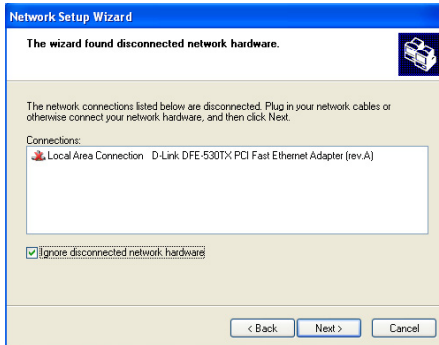 Network Setup Wizard
The wizard found disconnected network hardware.
The network connections listed below are disconnected. Plug in your network cables or
otherwise connect your network hardware, and then click Next.
Connections:
Local Area Connection D-Link DFE-530TX PCI Fast Ethernet Adapter (rev.A)
Ignore disconnected network hardware
< Back Next > Cancel